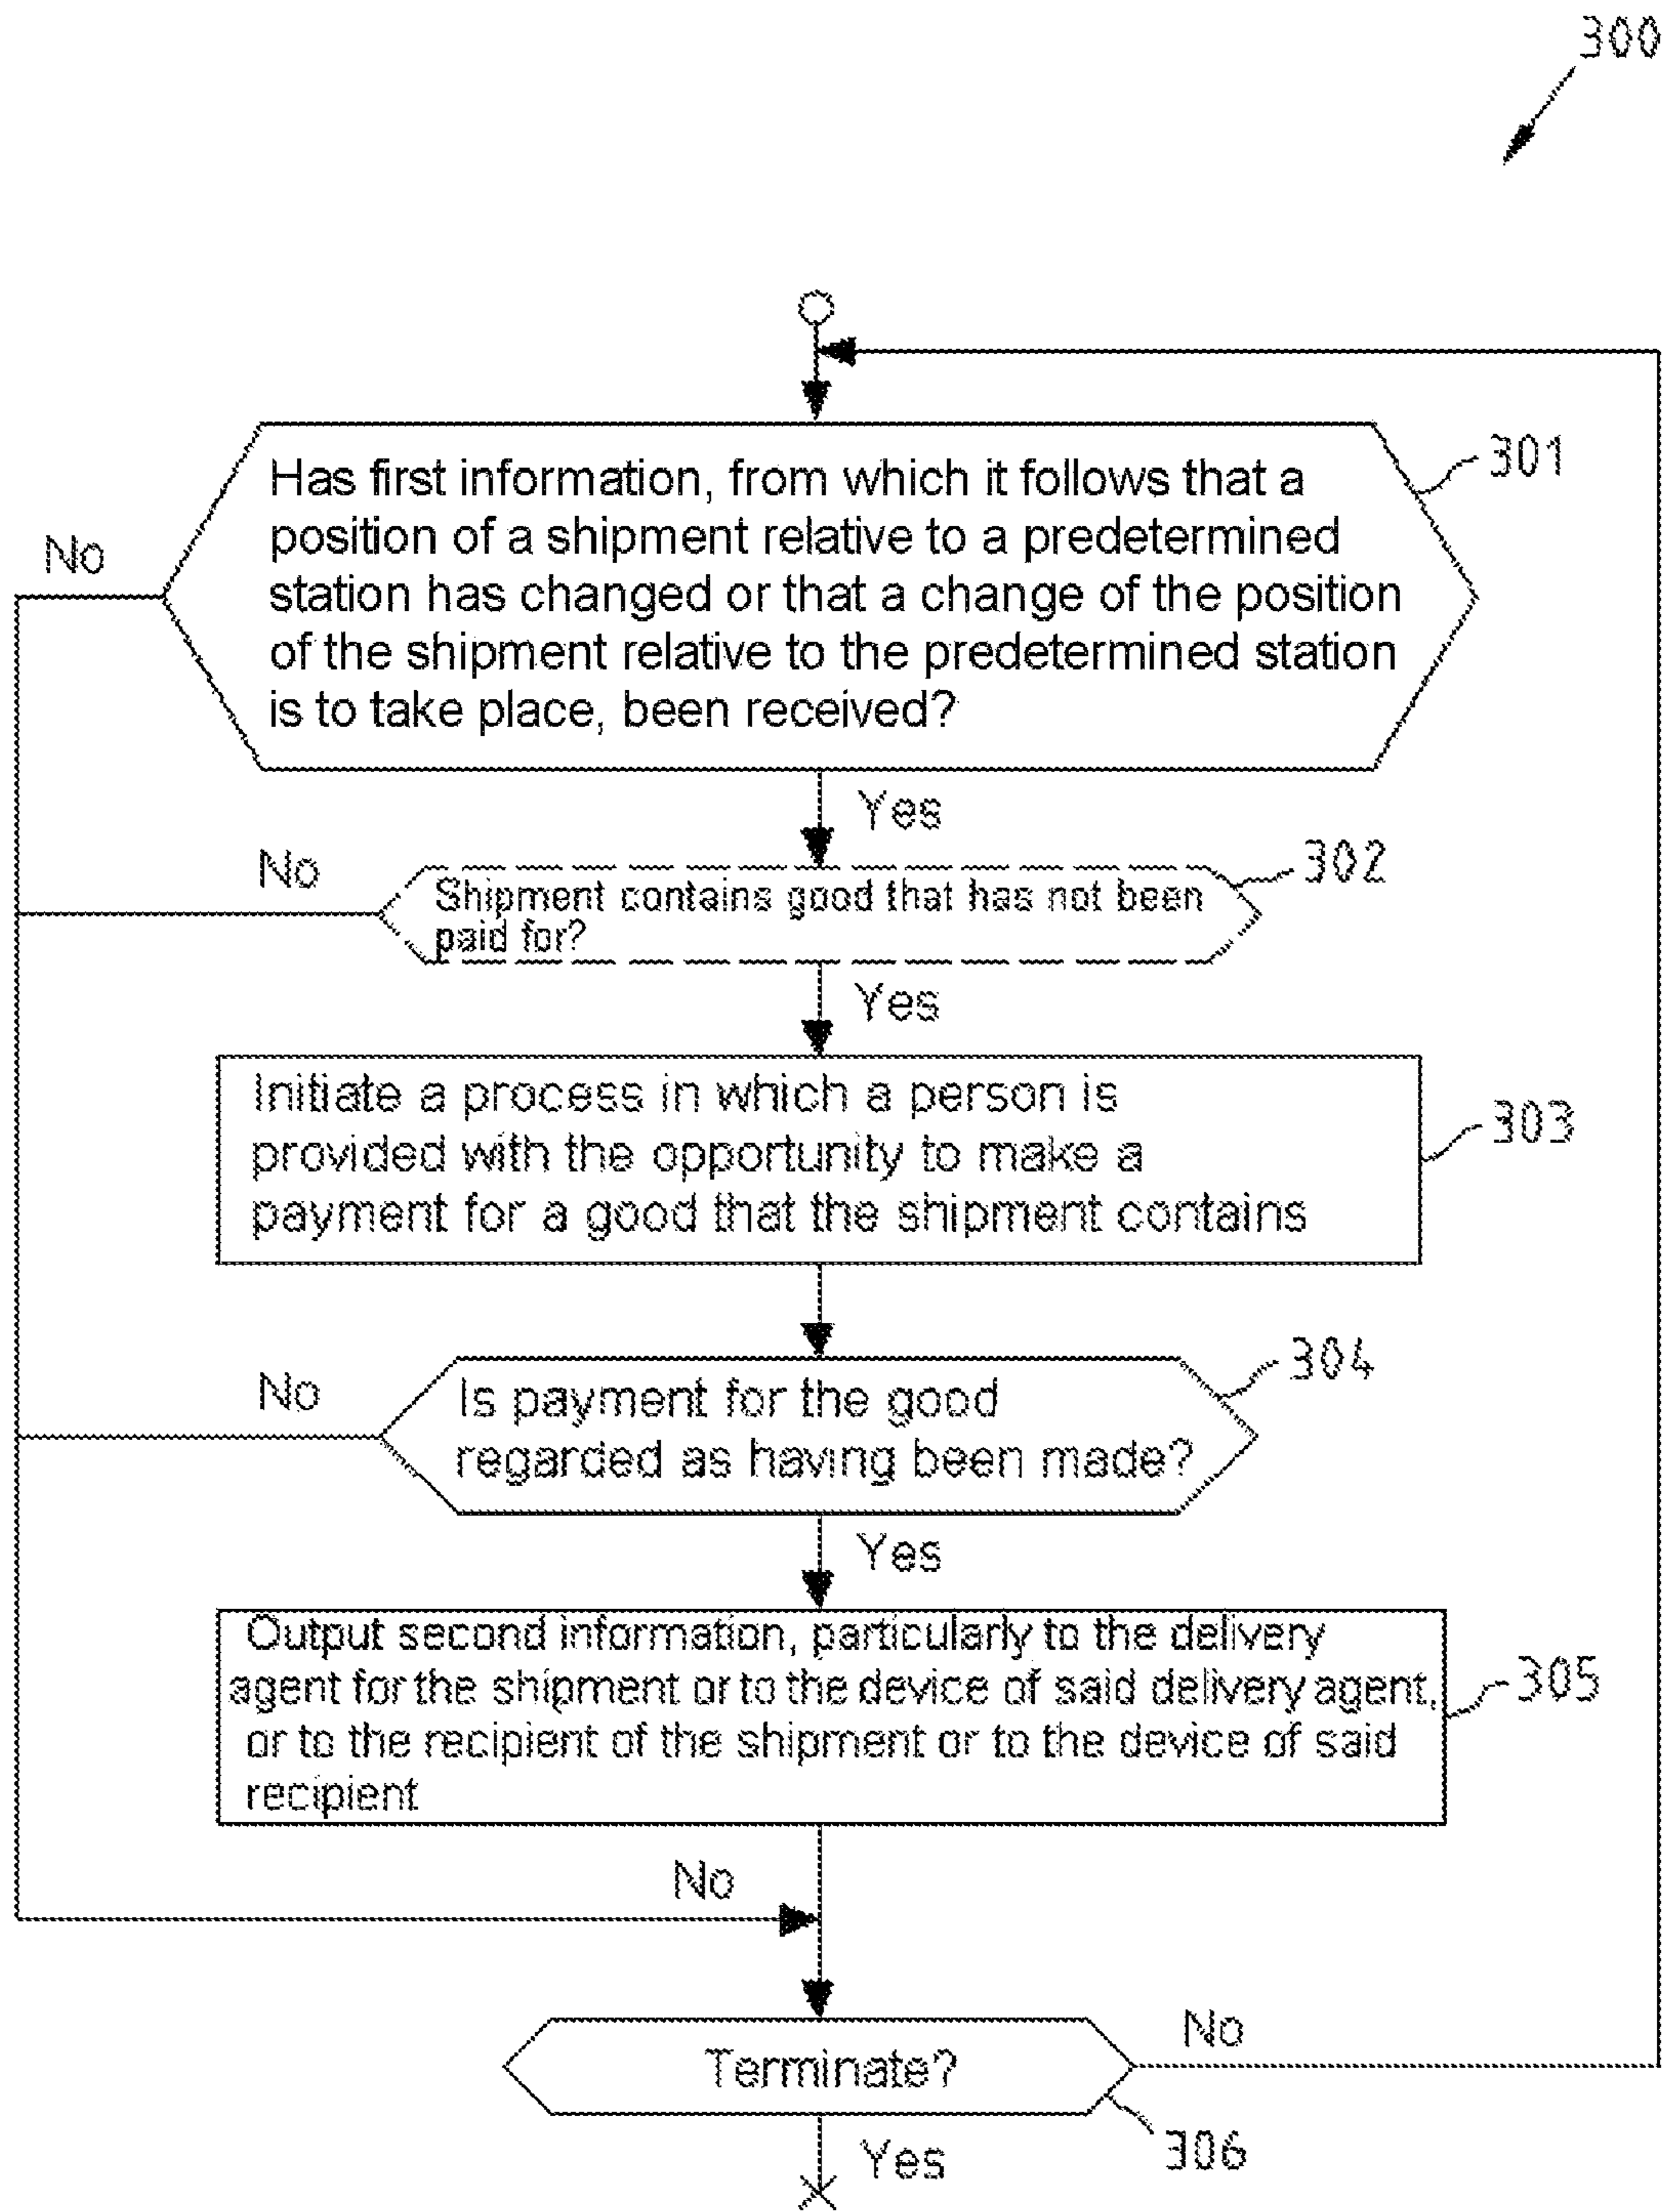 300
Has first information, from which it follows that a
position of a shipment relative to a predetermined
station has changed or that a change of the position
of the shipment relative to the predetermined station
is to take place, been received?
301
No
Yes
No
Shipment contains good that has not been
paid for?
302
Yes
Initiate a process in which a person is
provided with the opportunity to make a
payment for a good that the shipment contains
303
No
Is payment for the good
regarded as having been made?
304
Yes
Output second information, particularly to the delivery
agent for the shipment or to the device of said delivery agent,
or to the recipient of the shipment or to the device of said
recipient
305
No
Terminate?
No
306
Yes